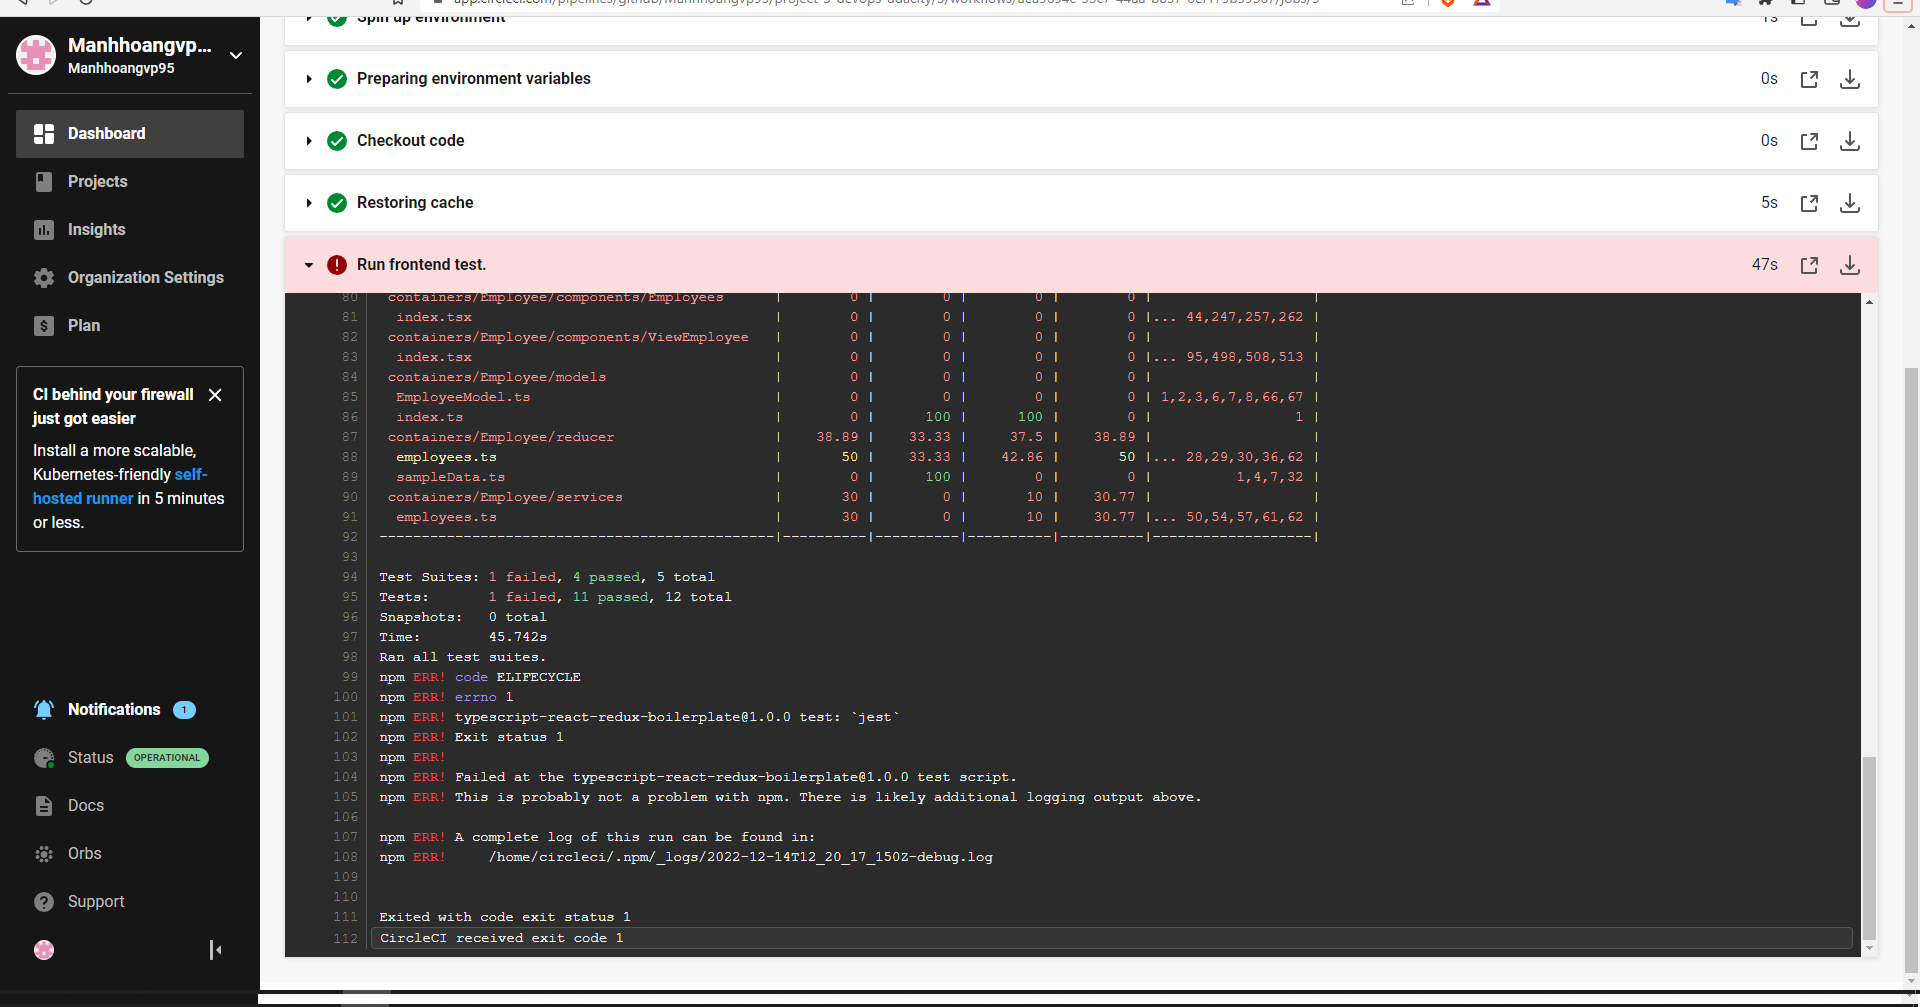 Manhhoangvp...
Manhhoangvp95
Dashboard
Projects
Insights
Organization Settings
Plan
CI behind your firewall
just got easier
Install a more scalable,
Kubernetes-friendly self-
hosted runner in 5 minutes
or less.
Notifications 1
Status OPERATIONAL
Docs
Orbs
Support
Spin up environment 1s
Preparing environment variables 0s
Checkout code 0s
Restoring cache 5s
Run frontend test. 47s
80 containers/Employee/components/Employees | 0 | 0 | 0 | 0 | |
81 index.tsx | 0 | 0 | 0 | 0 |... 44,247,257,262 |
82 containers/Employee/components/ViewEmployee | 0 | 0 | 0 | 0 | |
83 index.tsx | 0 | 0 | 0 | 0 |... 95,498,508,513 |
84 containers/Employee/models | 0 | 0 | 0 | 0 | |
85 EmployeeModel.ts | 0 | 0 | 0 | 0 | 1,2,3,6,7,8,66,67 |
86 index.ts | 0 | 100 | 100 | 0 | 1 |
87 containers/Employee/reducer | 38.89 | 33.33 | 37.5 | 38.89 | |
88 employees.ts | 50 | 33.33 | 42.86 | 50 |... 28,29,30,36,62 |
89 sampleData.ts | 0 | 100 | 0 | 0 | 1,4,7,32 |
90 containers/Employee/services | 30 | 0 | 10 | 30.77 | |
91 employees.ts | 30 | 0 | 10 | 30.77 |... 50,54,57,61,62 |
92 -----------------------------------------------|----------|----------|----------|----------|-------------------|
93
94 Test Suites: 1 failed, 4 passed, 5 total
95 Tests: 1 failed, 11 passed, 12 total
96 Snapshots: 0 total
97 Time: 45.742s
98 Ran all test suites.
99 npm ERR! code ELIFECYCLE
100 npm ERR! errno 1
101 npm ERR! typescript-react-redux-boilerplate@1.0.0 test: `jest`
102 npm ERR! Exit status 1
103 npm ERR!
104 npm ERR! Failed at the typescript-react-redux-boilerplate@1.0.0 test script.
105 npm ERR! This is probably not a problem with npm. There is likely additional logging output above.
106
107 npm ERR! A complete log of this run can be found in:
108 npm ERR! /home/circleci/.npm/_logs/2022-12-14T12_20_17_150Z-debug.log
109
110
111 Exited with code exit status 1
112 CircleCI received exit code 1